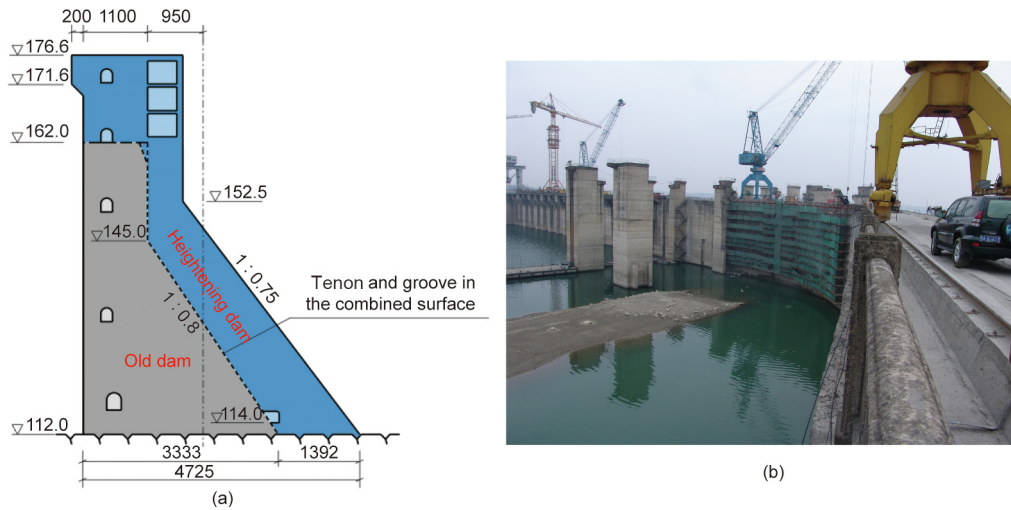 200 1100 950
▽176.6
▽171.6
▽162.0
▽152.5
▽145.0
Heightening dam
1:0.75
1:0.8
Tenon and groove in
the combined surface
Old dam
▽114.0
▽112.0
3333 1392
4725
(a)
(b)